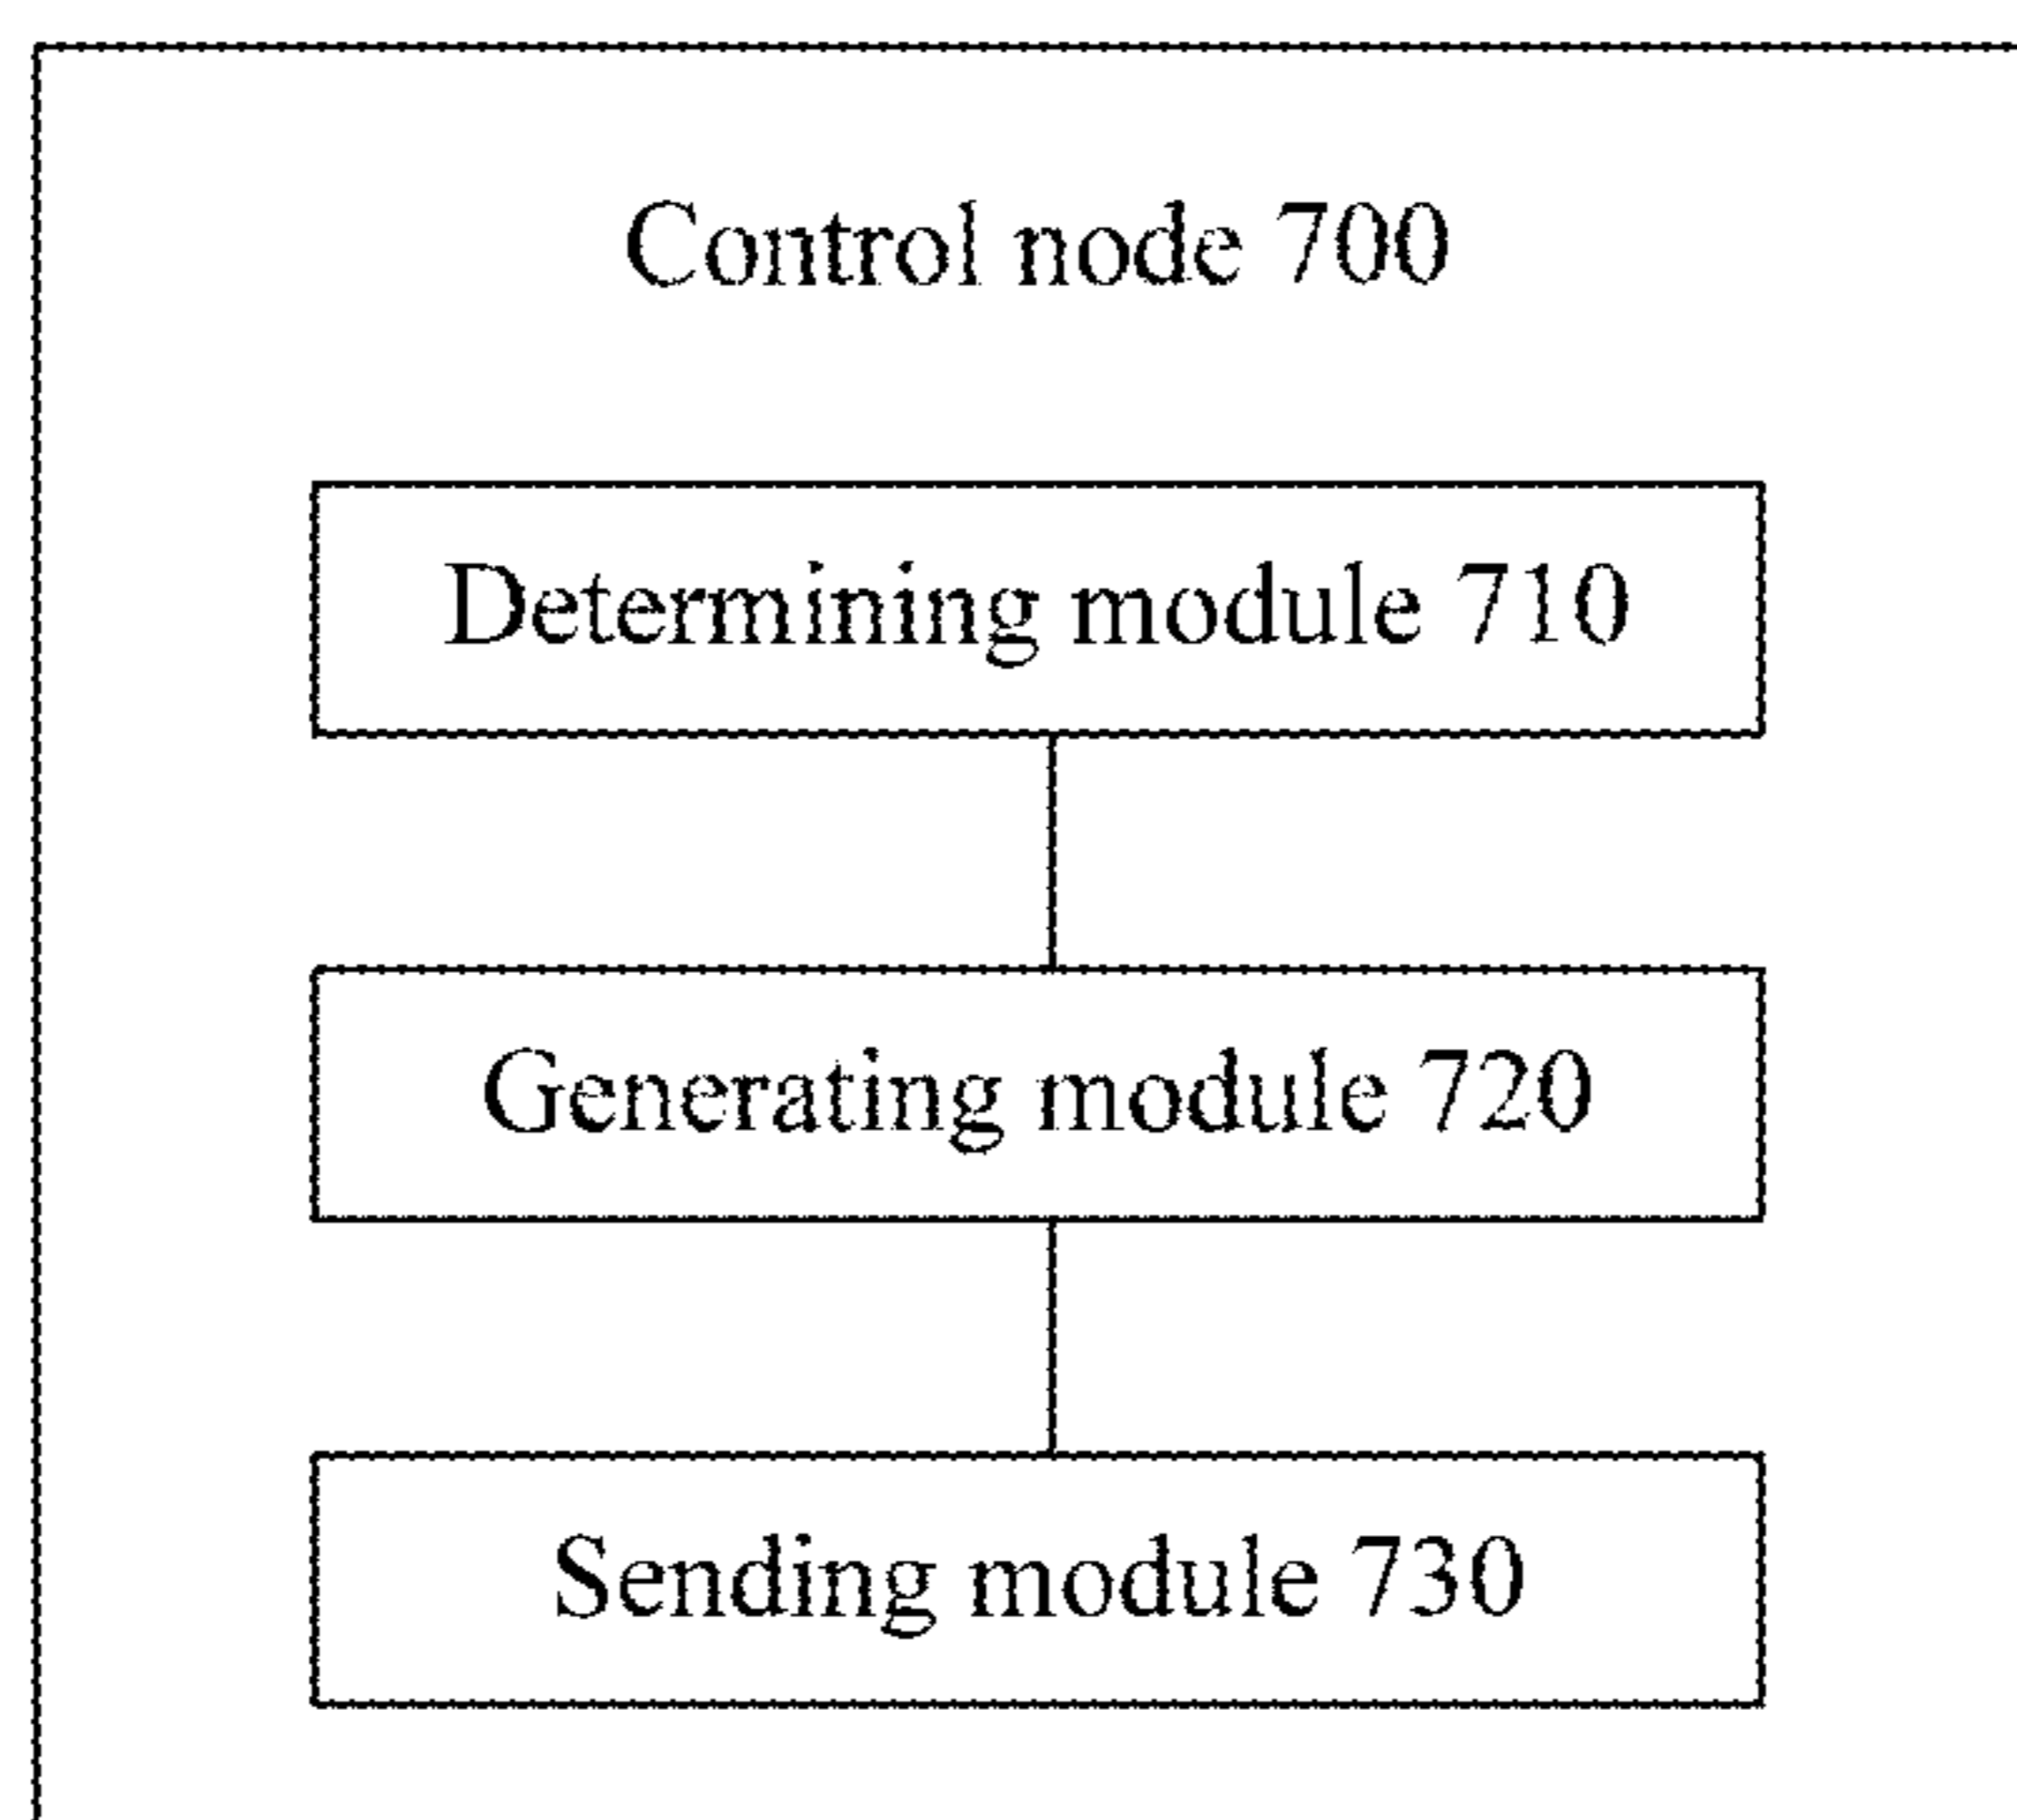 Control node 700
Determining module 710
Generating module 720
Sending module 730